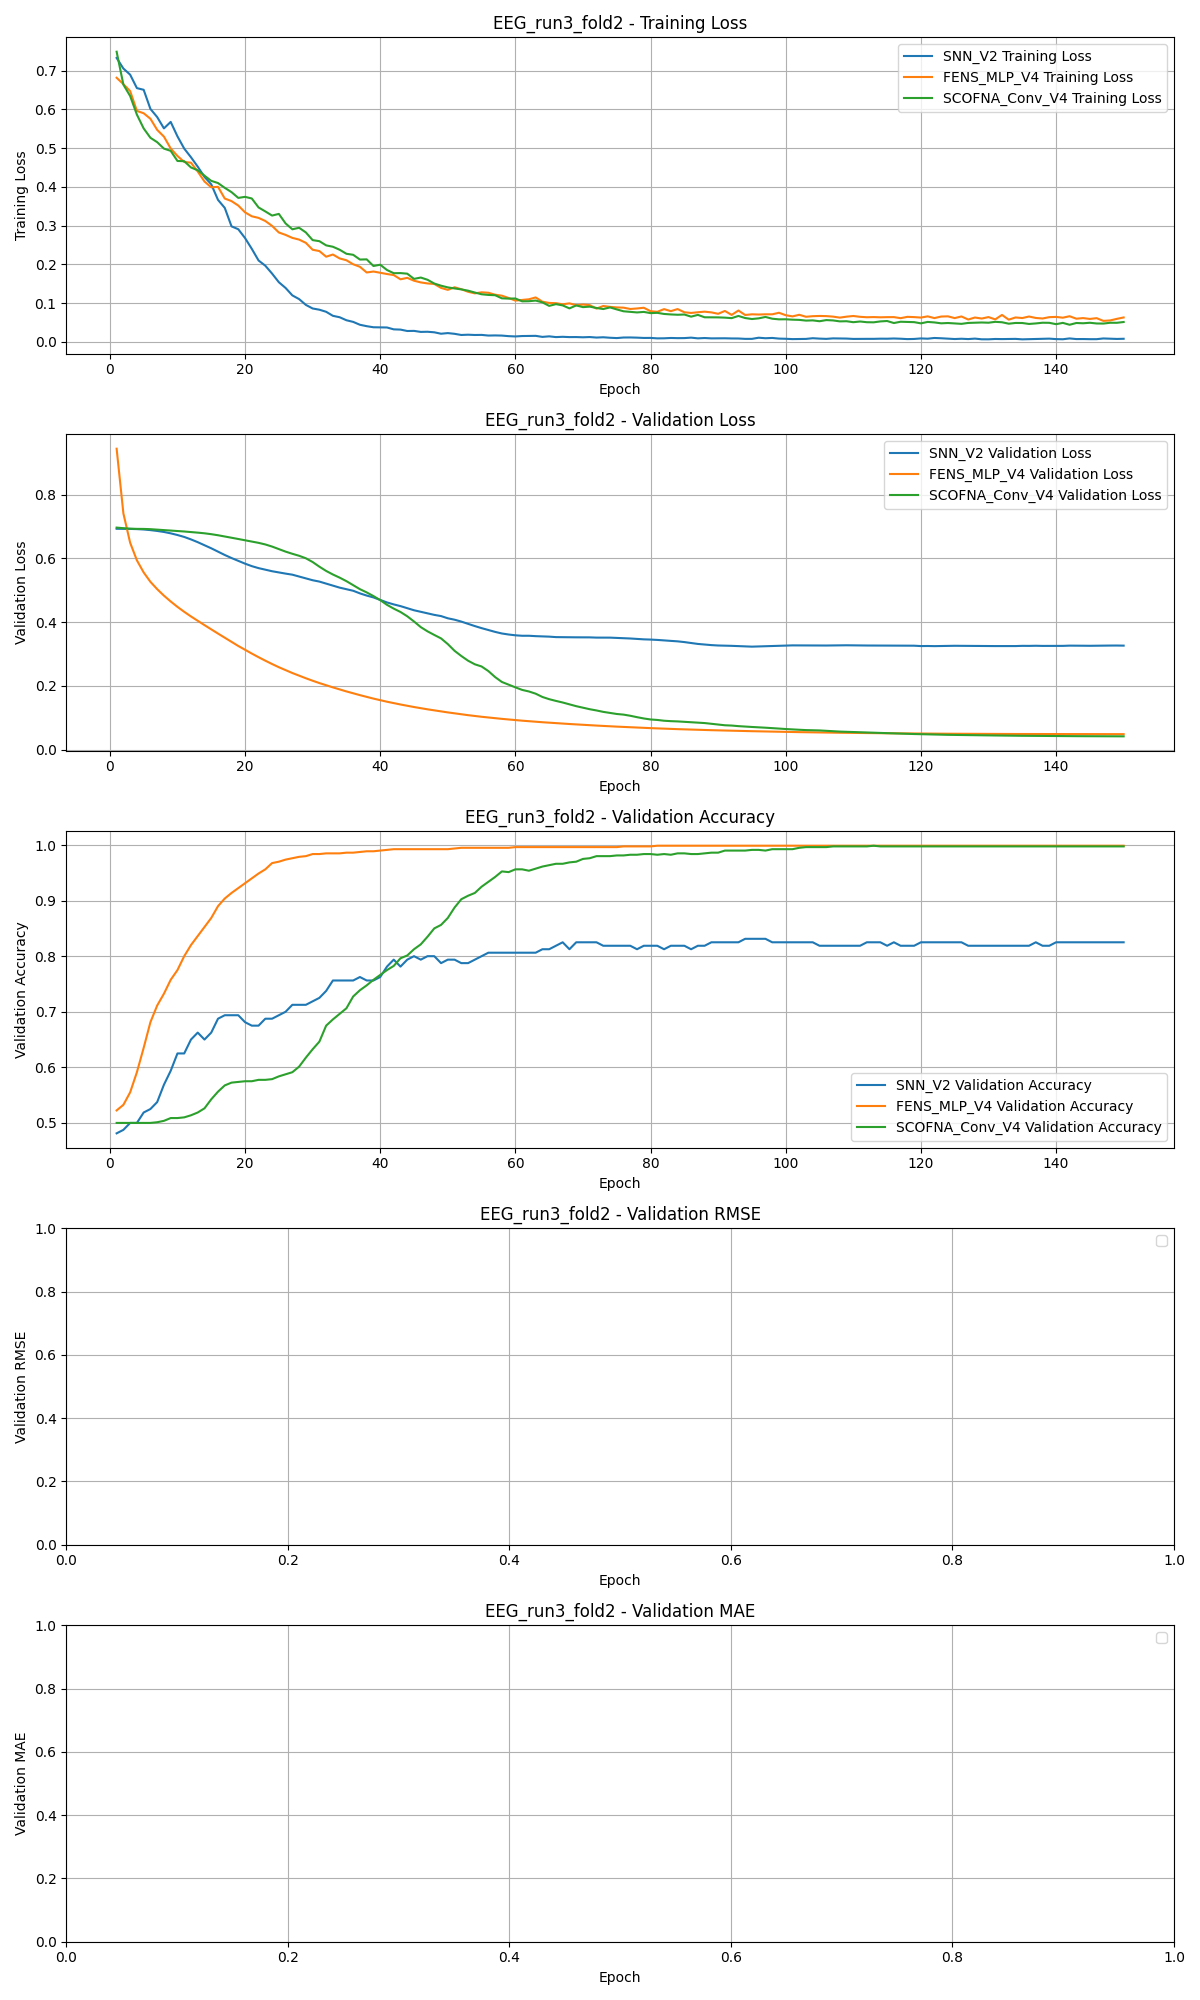 EEG_run3_fold2 - Training Loss
SNN_V2 Training Loss
FENS_MLP_V4 Training Loss
SCOFNA_Conv_V4 Training Loss
Training Loss
0.7
0.6
0.5
0.4
0.3
0.2
0.1
0.0
0 20 40 60 80 100 120 140
Epoch
EEG_run3_fold2 - Validation Loss
SNN_V2 Validation Loss
FENS_MLP_V4 Validation Loss
SCOFNA_Conv_V4 Validation Loss
Validation Loss
0.8
0.6
0.4
0.2
0.0
0 20 40 60 80 100 120 140
Epoch
EEG_run3_fold2 - Validation Accuracy
Validation Accuracy
1.0
0.9
0.8
0.7
0.6
0.5
SNN_V2 Validation Accuracy
FENS_MLP_V4 Validation Accuracy
SCOFNA_Conv_V4 Validation Accuracy
0 20 40 60 80 100 120 140
Epoch
EEG_run3_fold2 - Validation RMSE
Validation RMSE
1.0
0.8
0.6
0.4
0.2
0.0
0.0 0.2 0.4 0.6 0.8 1.0
Epoch
EEG_run3_fold2 - Validation MAE
Validation MAE
1.0
0.8
0.6
0.4
0.2
0.0
0.0 0.2 0.4 0.6 0.8 1.0
Epoch